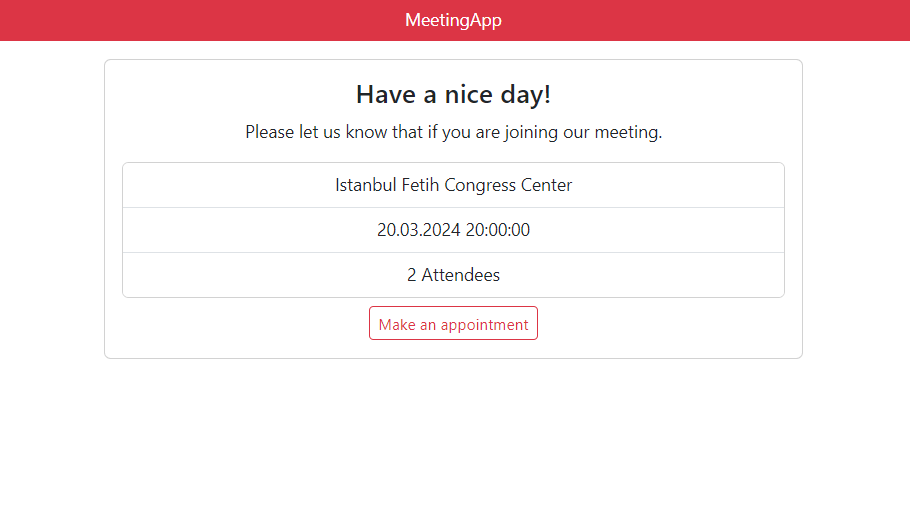 MeetingApp
Have a nice day!
Please let us know that if you are joining our meeting.
Istanbul Fetih Congress Center
20.03.2024 20:00:00
2 Attendees
Make an appointment